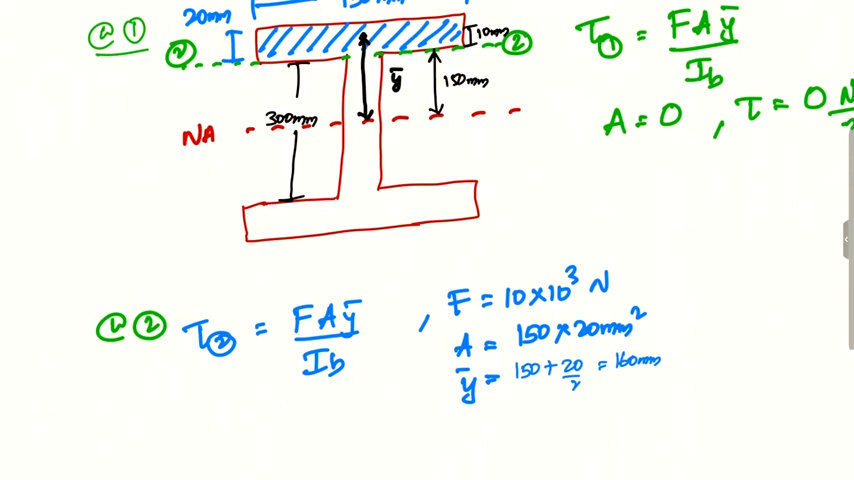 20mm
@ ①
10mm
② ②
ȳ
150mm
300mm
NA
τ① = FAȳ / Ib
A = 0 , τ = 0
@ ② τ② = FAȳ / Ib , F = 10×10³ N
A = 150×20mm²
ȳ = 150 + 20/2 = 160mm